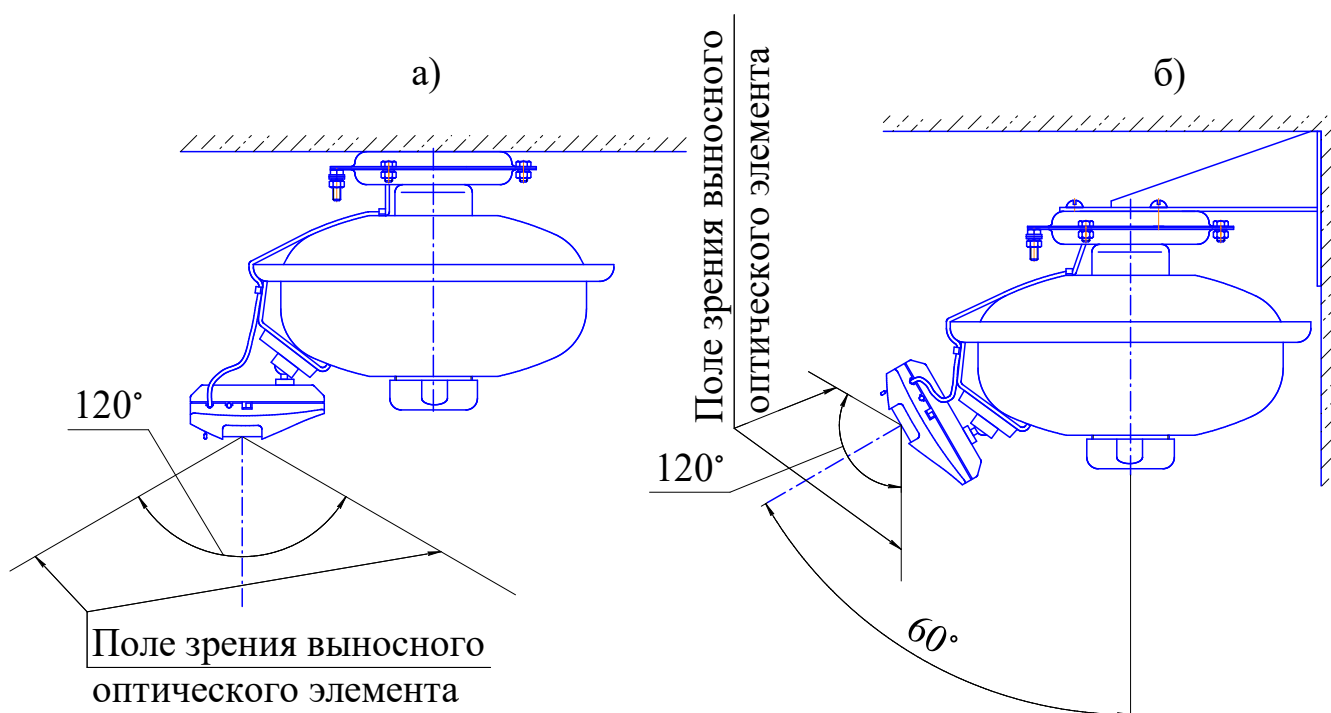 а)
120°
Поле зрения выносного
оптического элемента
б)
Поле зрения выносного
оптического элемента
120°
60°